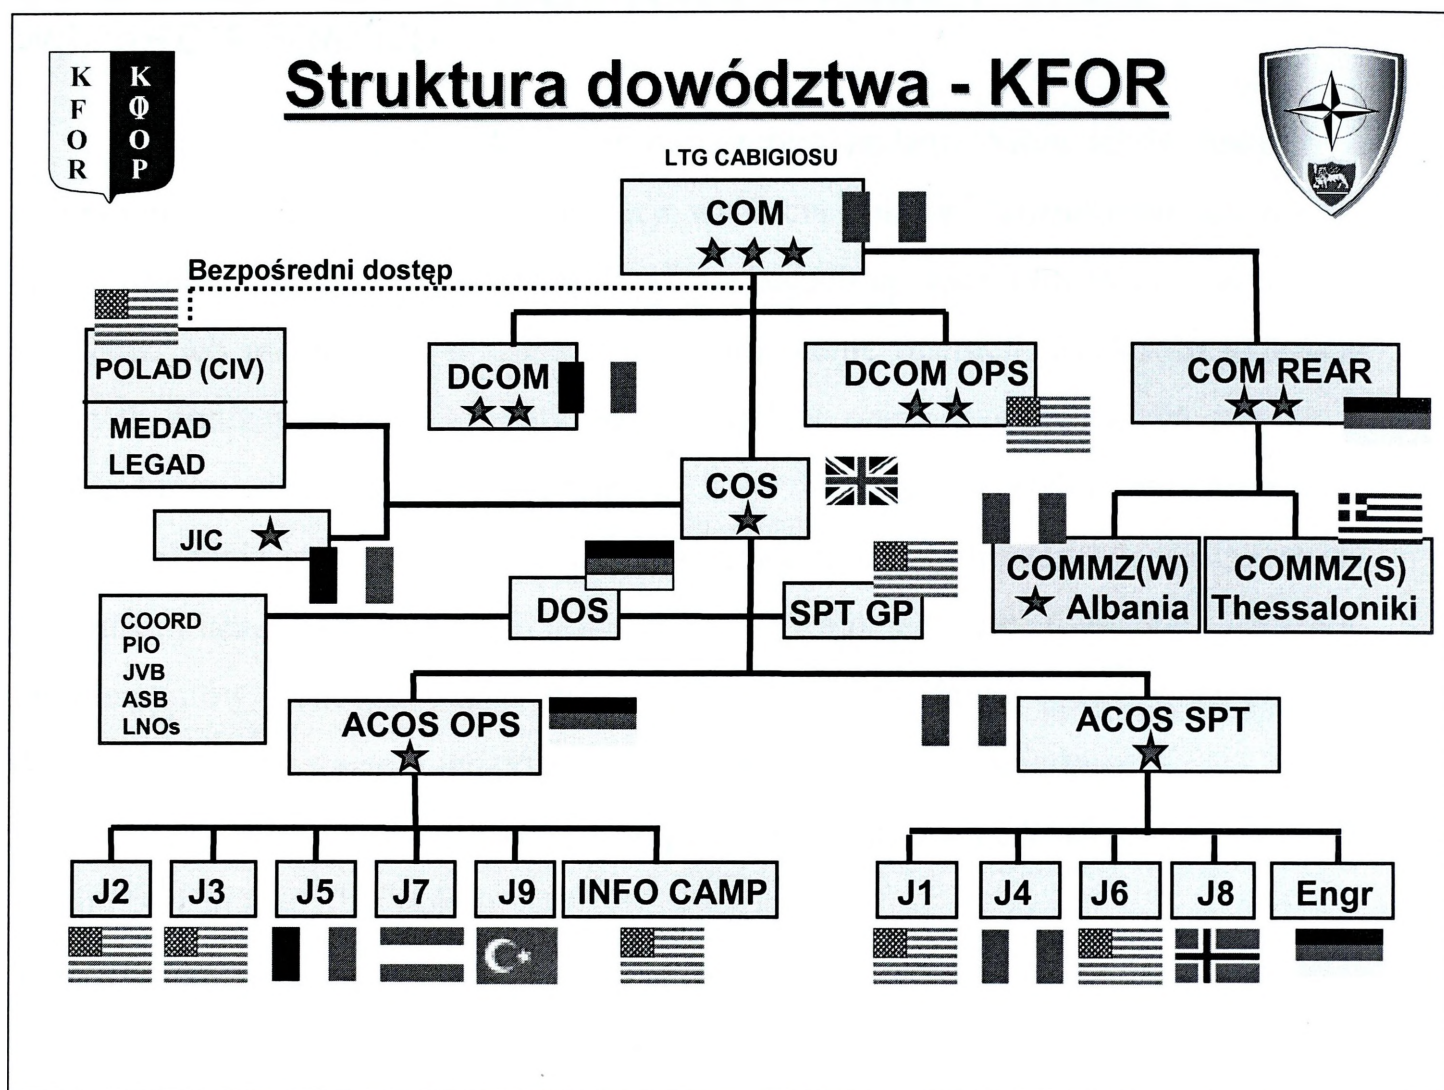 KFOR
КФОР
Struktura dowództwa - KFOR
LTG CABIGIOSU
COM
Bezpośredni dostęp
POLAD (CIV)
MEDAD
LEGAD
DCOM
DCOM OPS
COM REAR
COS
JIC
COMMZ(W)
Albania
COMMZ(S)
Thessaloniki
DOS
SPT GP
COORD
PIO
JVB
ASB
LNOs
ACOS OPS
ACOS SPT
J2
J3
J5
J7
J9
INFO CAMP
J1
J4
J6
J8
Engr